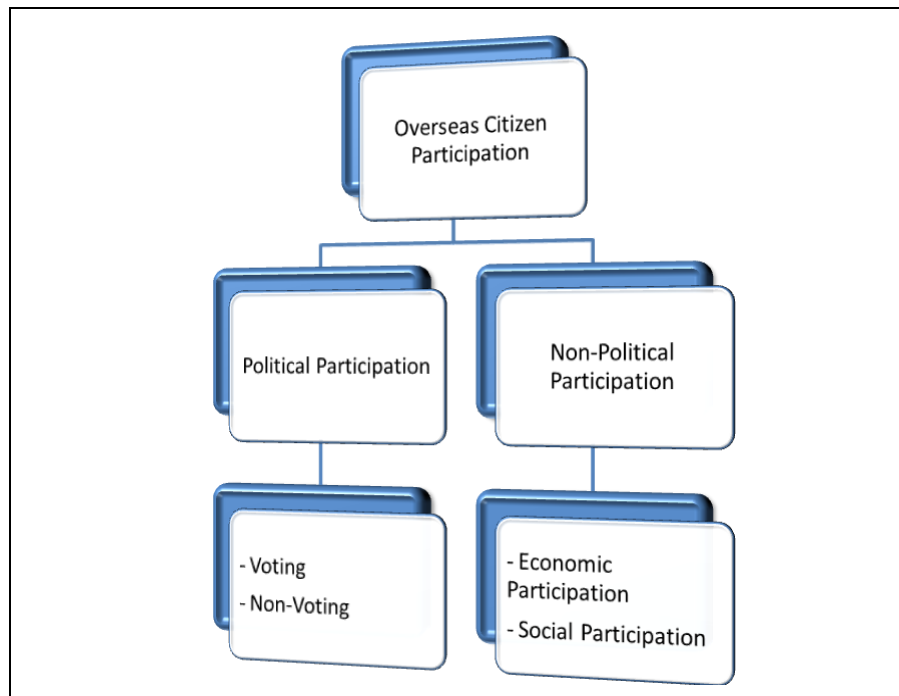 Overseas Citizen
Participation
Political Participation
Non-Political
Participation
- Voting
- Non-Voting
- Economic
Participation
- Social Participation